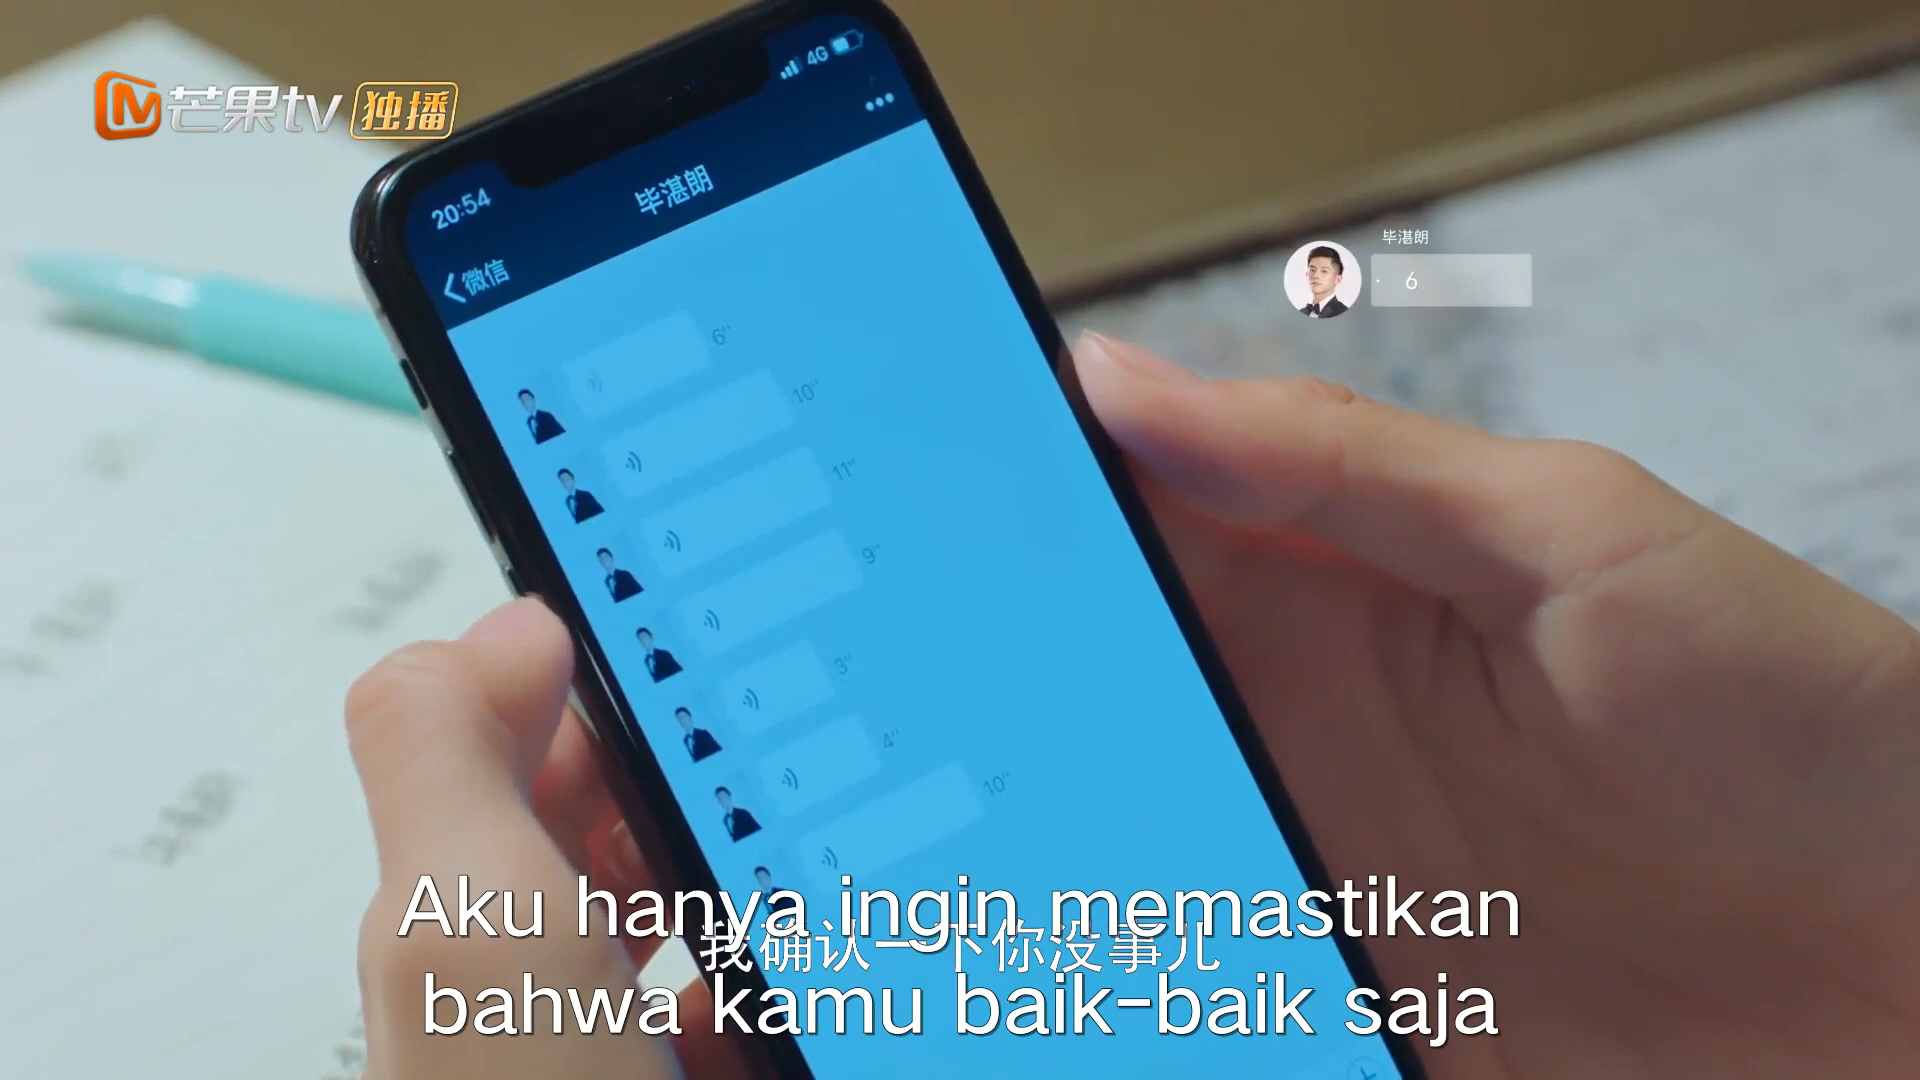 芒果tv 独播
4G
20:54
毕湛朗
微信
毕湛朗
6
6"
10"
11"
9"
3"
4"
10"
Aku hanya ingin memastikan
我确认一下你没事儿
bahwa kamu baik-baik saja